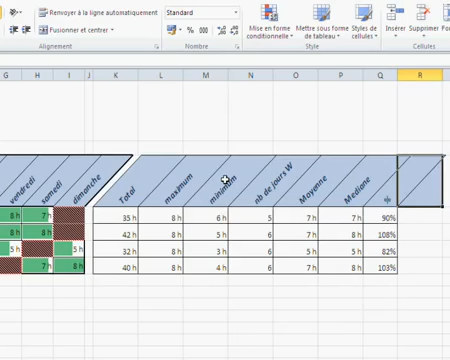 Renvoyer à la ligne automatiquement
Fusionner et centrer
Alignement
% 000
Nombre
Mise en forme conditionnelle
Mettre sous forme de tableau
Styles de cellules
Style
Insérer Supprimer
Cellules
G H I J K L M N O P Q R
vendredi samedi dimanche Total maximum minimum nb de jours W Moyenne Mediane %
8 h 7 h 35 h 8 h 6 h 5 7 h 7 h 90%
8 h 8 h 42 h 8 h 5 h 6 7 h 8 h 108%
5 h 5 h 32 h 8 h 3 h 6 5 h 5 h 82%
7 h 8 h 40 h 8 h 4 h 6 7 h 8 h 103%